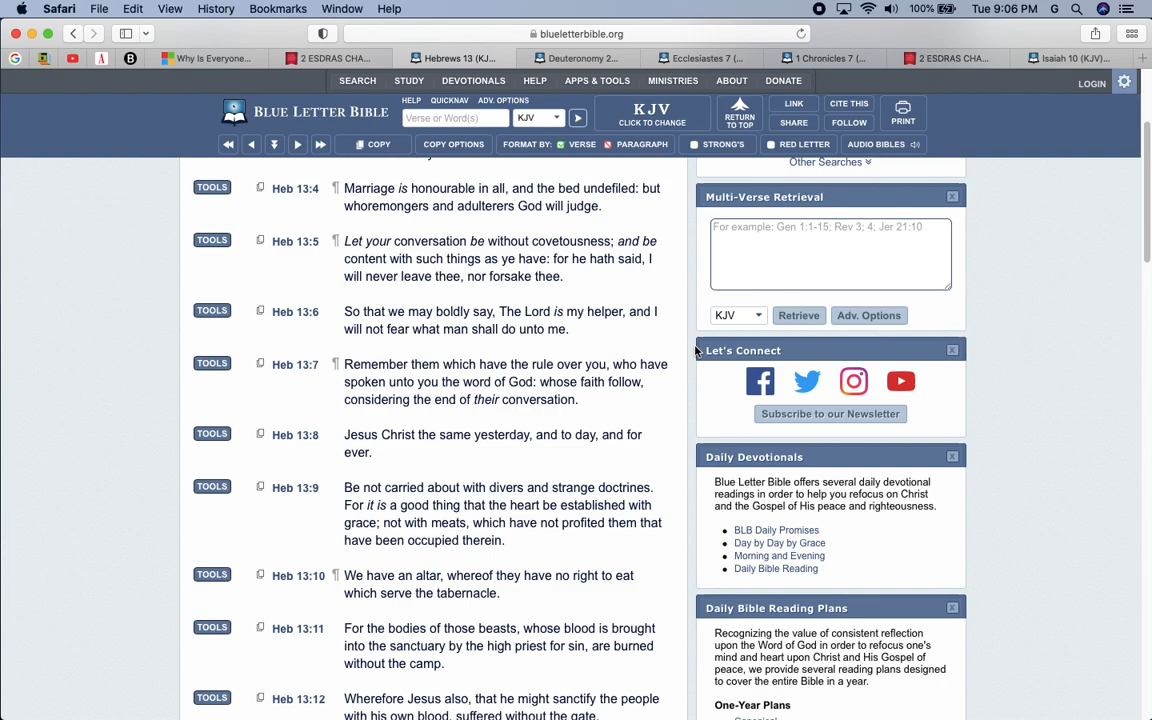 Safari File Edit View History Bookmarks Window Help 100% Tue 9:06 PM G
blueletterbible.org
Why Is Everyone... 2 ESDRAS CHA... Hebrews 13 (KJ... Deuteronomy 2... Ecclesiastes 7 (... 1 Chronicles 7 (... 2 ESDRAS CHA... Isaiah 10 (KJV)...
SEARCH STUDY DEVOTIONALS HELP APPS & TOOLS MINISTRIES ABOUT DONATE LOGIN
BLUE LETTER BIBLE
HELP QUICKNAV ADV. OPTIONS
Verse or Word(s) KJV
KJV
CLICK TO CHANGE
RETURN
TO TOP
LINK CITE THIS
SHARE FOLLOW
PRINT
COPY COPY OPTIONS FORMAT BY: VERSE PARAGRAPH STRONG'S RED LETTER AUDIO BIBLES
TOOLS Heb 13:4 ¶ Marriage is honourable in all, and the bed undefiled: but
whoremongers and adulterers God will judge.
TOOLS Heb 13:5 ¶ Let your conversation be without covetousness; and be
content with such things as ye have: for he hath said, I
will never leave thee, nor forsake thee.
TOOLS Heb 13:6 So that we may boldly say, The Lord is my helper, and I
will not fear what man shall do unto me.
TOOLS Heb 13:7 ¶ Remember them which have the rule over you, who have
spoken unto you the word of God: whose faith follow,
considering the end of their conversation.
TOOLS Heb 13:8 Jesus Christ the same yesterday, and to day, and for
ever.
TOOLS Heb 13:9 Be not carried about with divers and strange doctrines.
For it is a good thing that the heart be established with
grace; not with meats, which have not profited them that
have been occupied therein.
TOOLS Heb 13:10 ¶ We have an altar, whereof they have no right to eat
which serve the tabernacle.
TOOLS Heb 13:11 For the bodies of those beasts, whose blood is brought
into the sanctuary by the high priest for sin, are burned
without the camp.
TOOLS Heb 13:12 Wherefore Jesus also, that he might sanctify the people
with his own blood, suffered without the gate.
Other Searches
Multi-Verse Retrieval
For example: Gen 1:1-15; Rev 3; 4; Jer 21:10
KJV Retrieve Adv. Options
Let's Connect
Subscribe to our Newsletter
Daily Devotionals
Blue Letter Bible offers several daily devotional
readings in order to help you refocus on Christ
and the Gospel of His peace and righteousness.
BLB Daily Promises
Day by Day by Grace
Morning and Evening
Daily Bible Reading
Daily Bible Reading Plans
Recognizing the value of consistent reflection
upon the Word of God in order to refocus one's
mind and heart upon Christ and His Gospel of
peace, we provide several reading plans designed
to cover the entire Bible in a year.
One-Year Plans